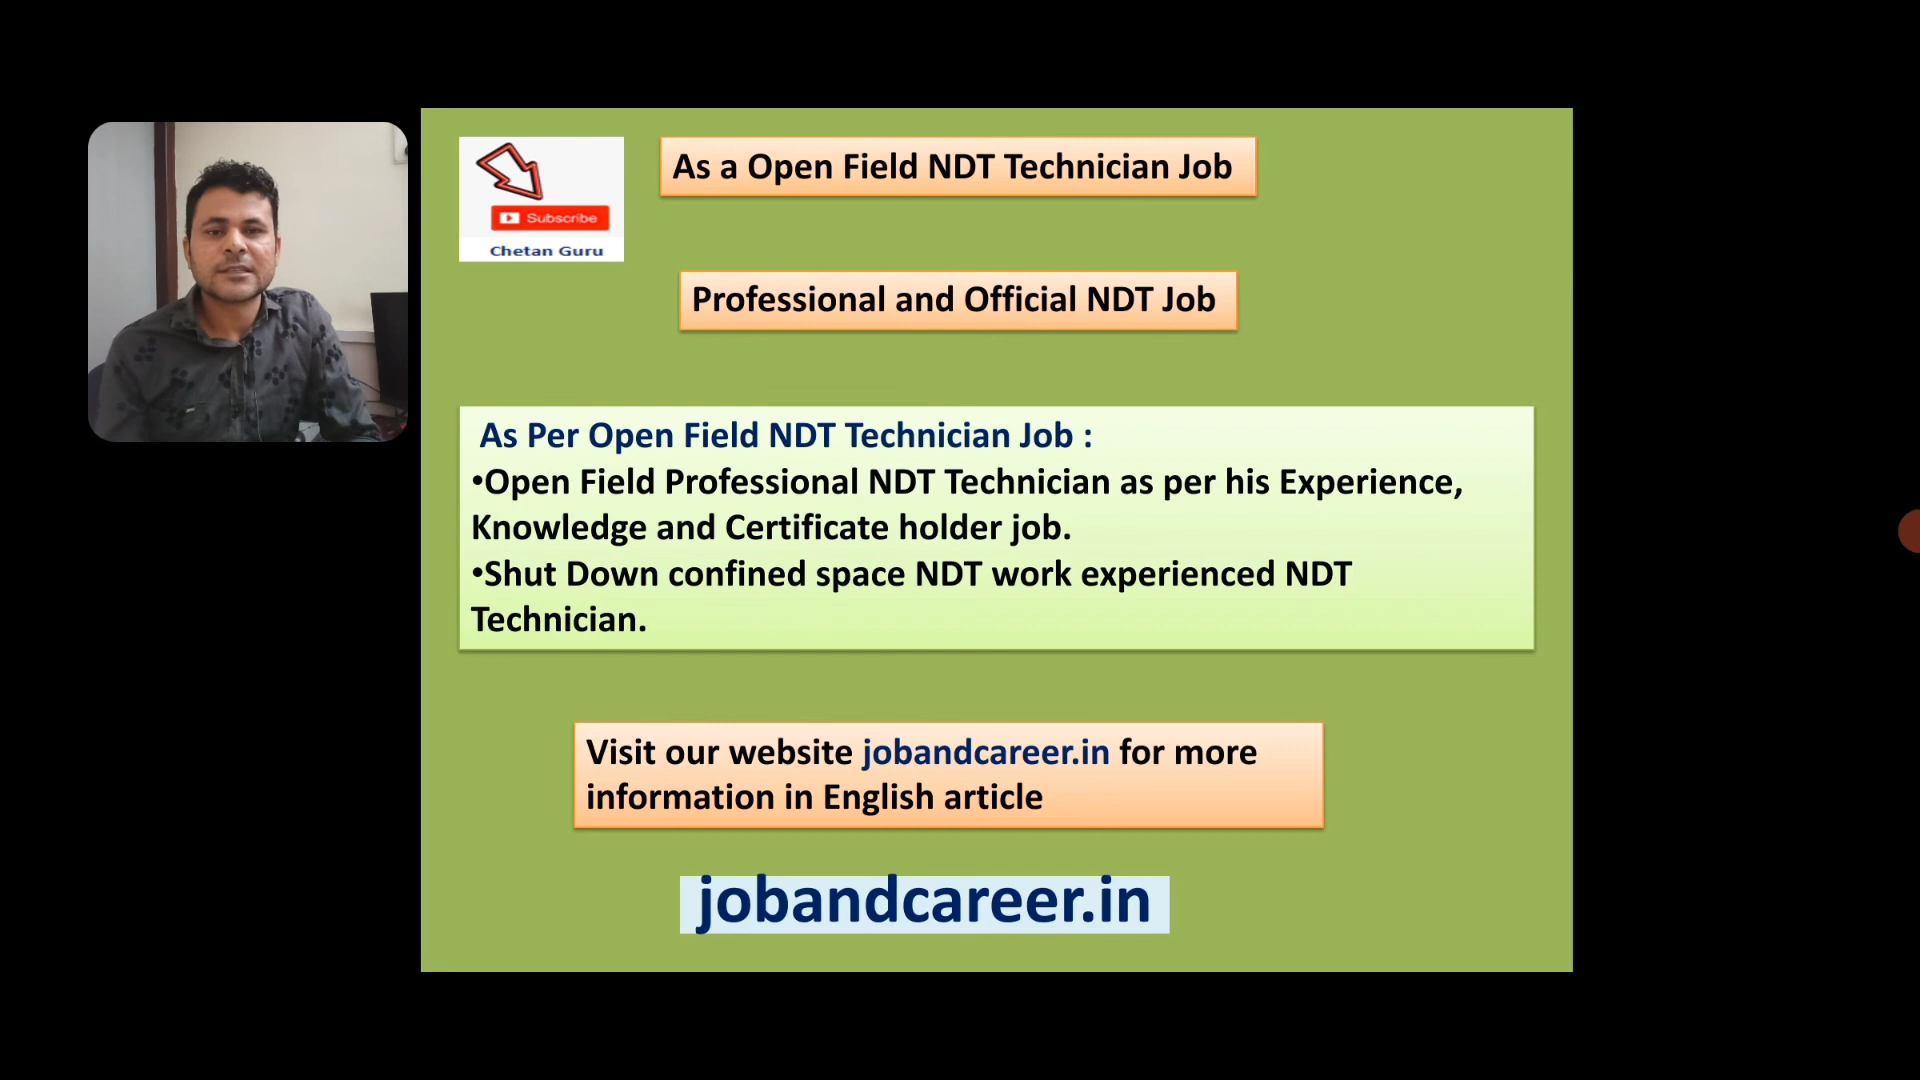 As a Open Field NDT Technician Job
Subscribe
Chetan Guru
Professional and Official NDT Job
As Per Open Field NDT Technician Job :
•Open Field Professional NDT Technician as per his Experience,
Knowledge and Certificate holder job.
•Shut Down confined space NDT work experienced NDT
Technician.
Visit our website jobandcareer.in for more
information in English article
jobandcareer.in